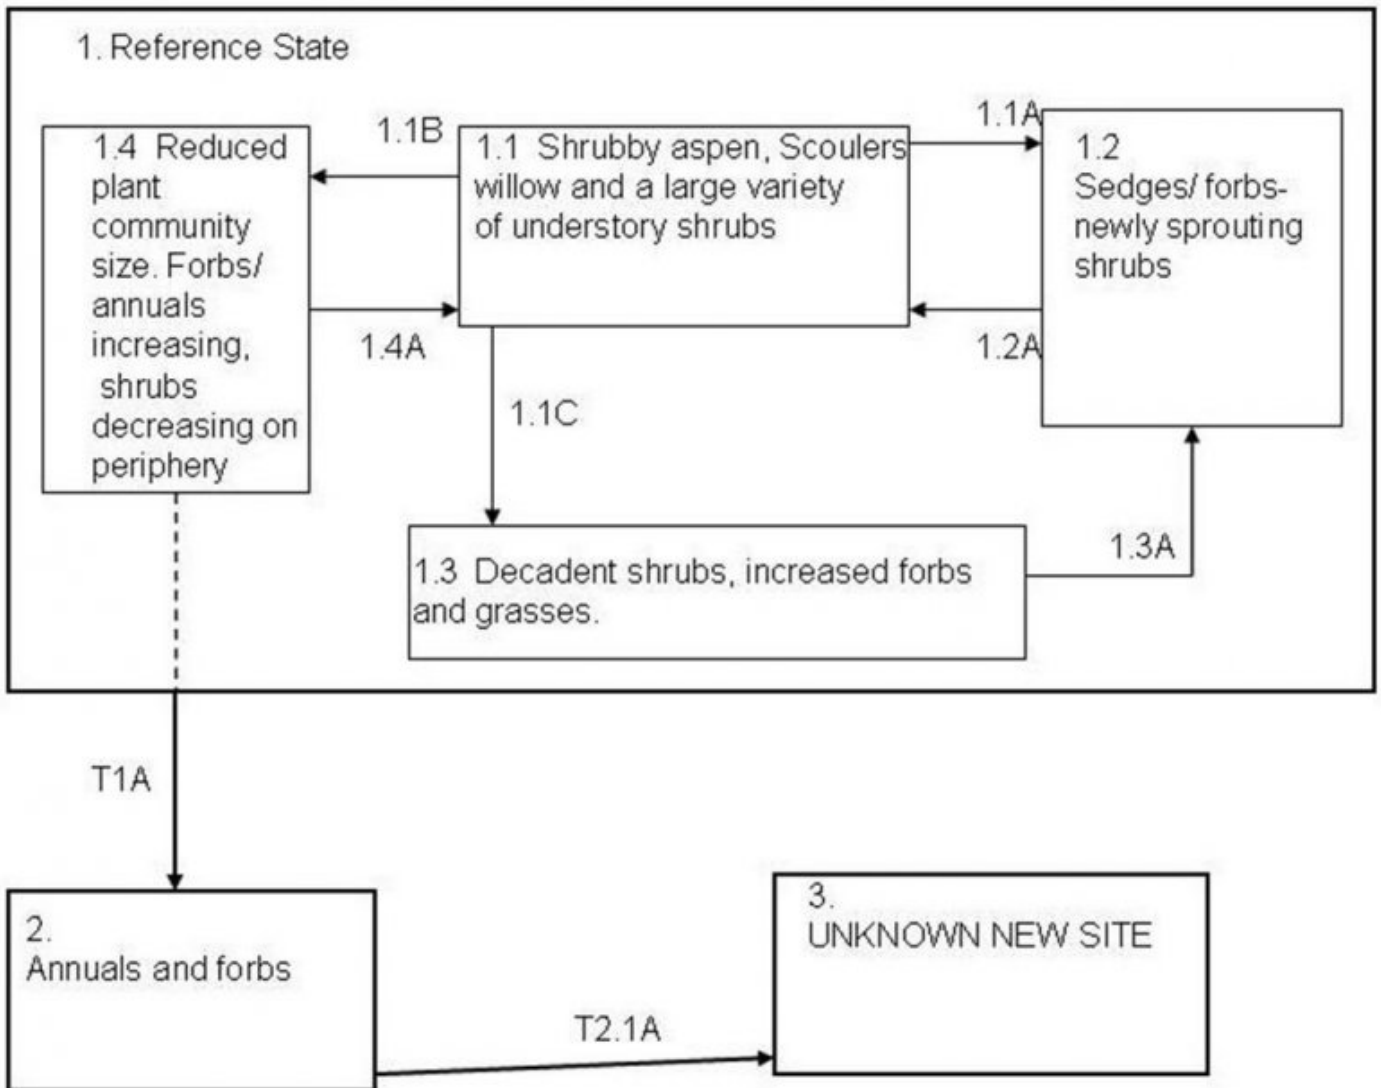 1. Reference State
1.4 Reduced
plant
community
size. Forbs/
annuals
increasing,
shrubs
decreasing on
periphery
1.1B
1.1 Shrubby aspen, Scoulers
willow and a large variety
of understory shrubs
1.1A
1.2
Sedges/ forbs-
newly sprouting
shrubs
1.4A
1.2A
1.1C
1.3 Decadent shrubs, increased forbs
and grasses.
1.3A
T1A
2.
Annuals and forbs
T2.1A
3.
UNKNOWN NEW SITE